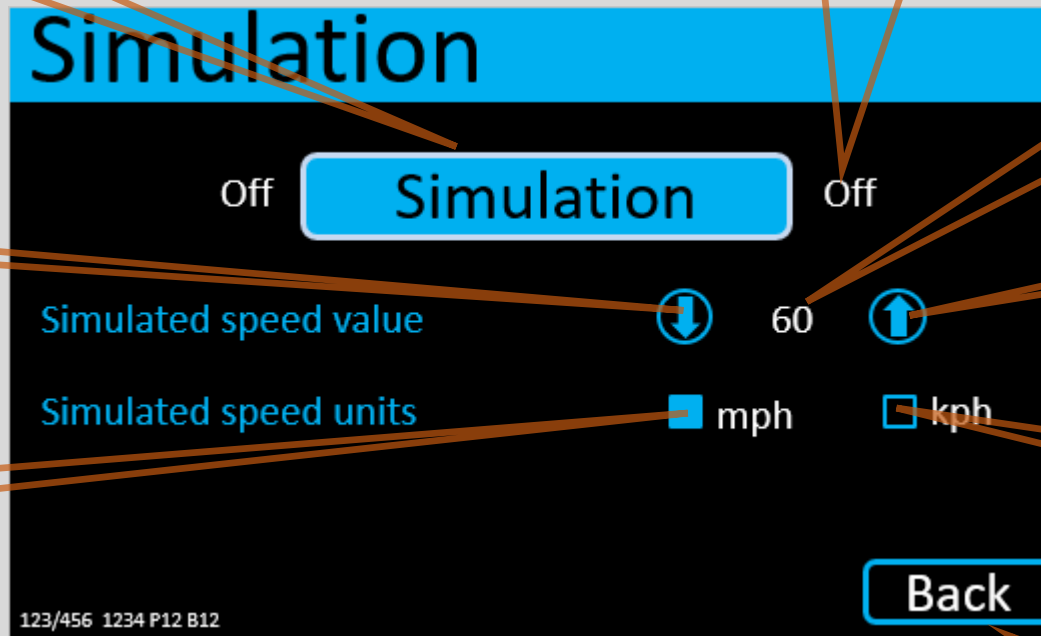 Simulation
Off Simulation Off
Simulated speed value 60
Simulated speed units mph kph
Back
123/456 1234 P12 B12